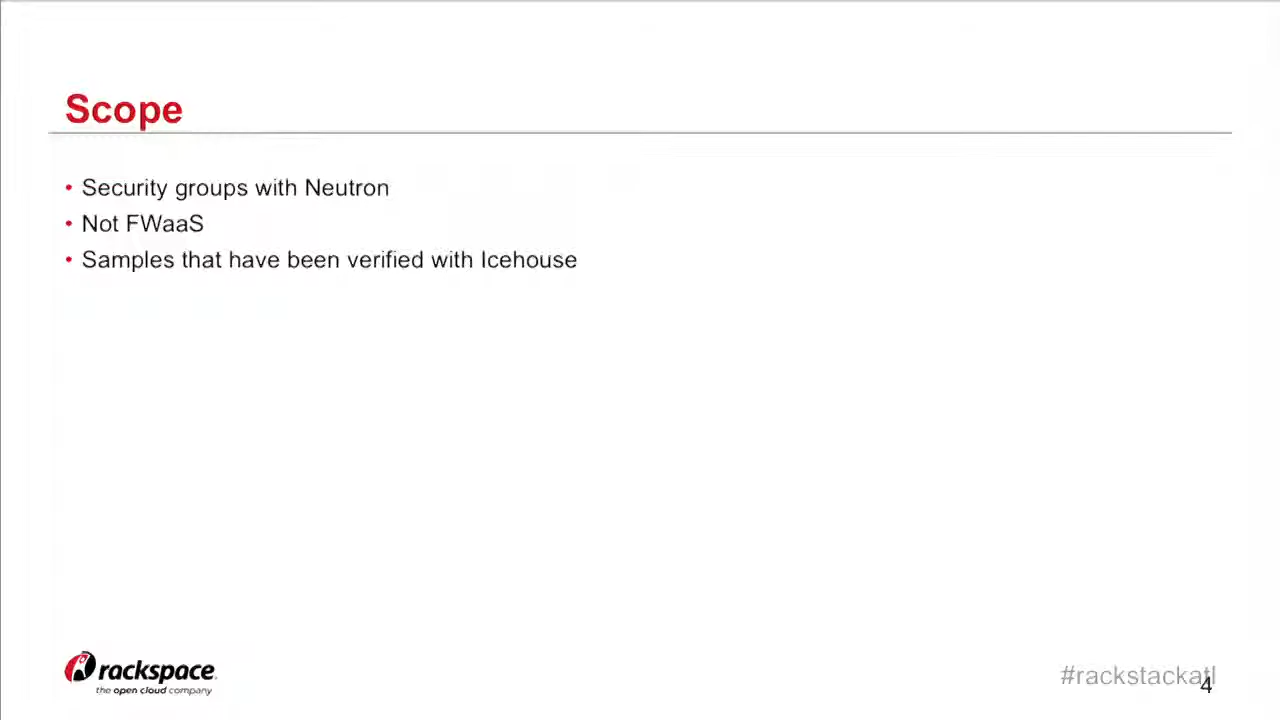 Scope
• Security groups with Neutron
• Not FWaaS
• Samples that have been verified with Icehouse
rackspace.
the open cloud company
#rackstackatl
4